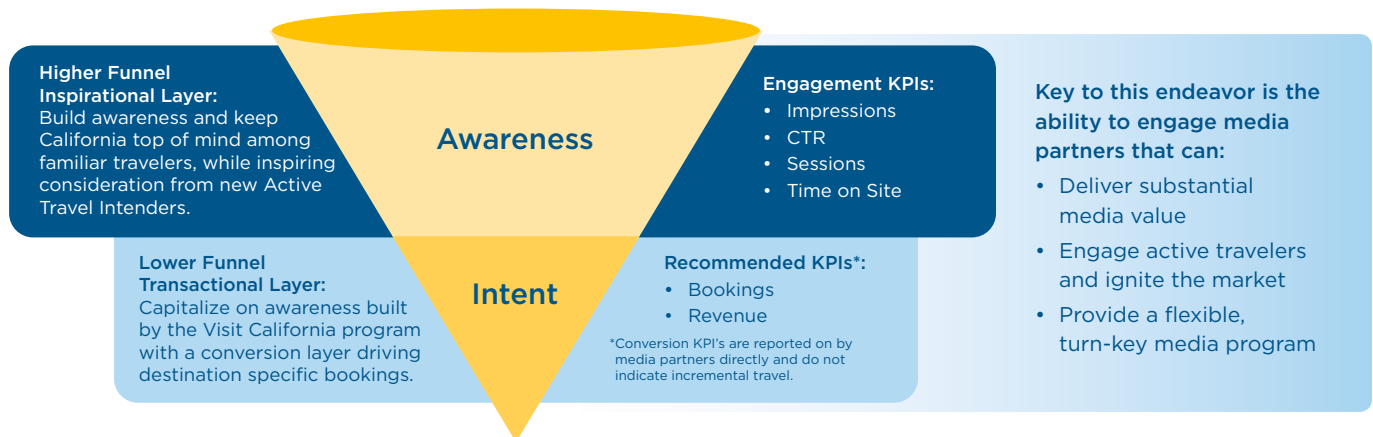 Higher Funnel
Inspirational Layer:
Build awareness and keep
California top of mind among
familiar travelers, while inspiring
consideration from new Active
Travel Intenders.
Awareness
Engagement KPIs:
• Impressions
• CTR
• Sessions
• Time on Site
Lower Funnel
Transactional Layer:
Capitalize on awareness built
by the Visit California program
with a conversion layer driving
destination specific bookings.
Intent
Recommended KPIs*:
• Bookings
• Revenue
*Conversion KPI's are reported on by
media partners directly and do not
indicate incremental travel.
Key to this endeavor is the
ability to engage media
partners that can:
• Deliver substantial
media value
• Engage active travelers
and ignite the market
• Provide a flexible,
turn-key media program